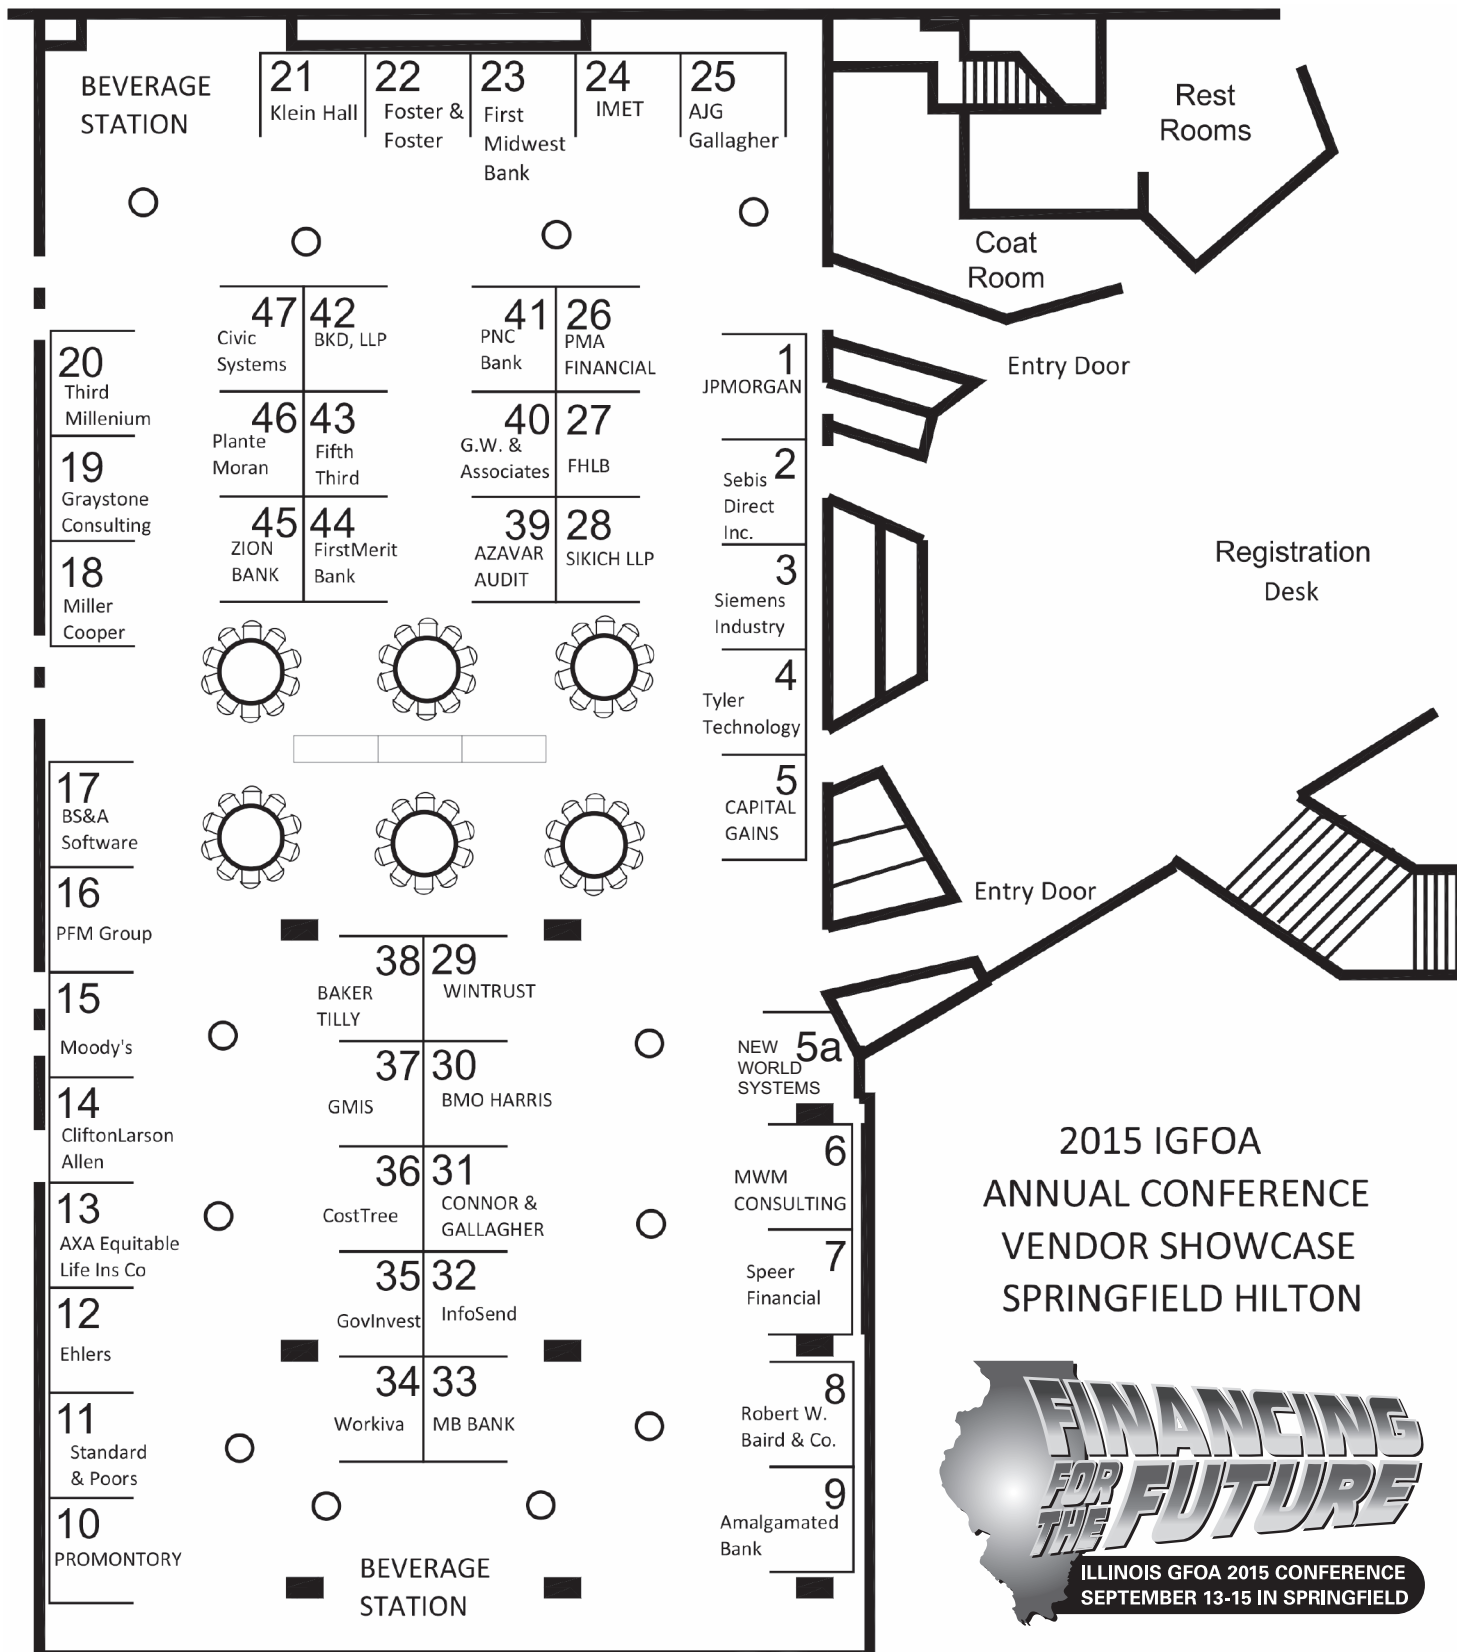 BEVERAGE
STATION
21
Klein Hall
22
Foster &
Foster
23
First
Midwest
Bank
24
IMET
25
AJG
Gallagher
Rest
Rooms
Coat
Room
Entry Door
47
Civic
Systems
42
BKD, LLP
41
PNC
Bank
26
PMA
FINANCIAL
46
Plante
Moran
43
Fifth
Third
40
G.W. &
Associates
27
FHLB
45
ZION
BANK
44
FirstMerit
Bank
39
AZAVAR
AUDIT
28
SIKICH LLP
20
Third
Millenium
19
Graystone
Consulting
18
Miller
Cooper
1
JPMORGAN
2
Sebis
Direct
Inc.
3
Siemens
Industry
4
Tyler
Technology
5
CAPITAL
GAINS
Registration
Desk
Entry Door
17
BS&A
Software
16
PFM Group
15
Moody's
14
CliftonLarson
Allen
13
AXA Equitable
Life Ins Co
12
Ehlers
11
Standard
& Poors
10
PROMONTORY
38
BAKER
TILLY
29
WINTRUST
37
GMIS
30
BMO HARRIS
36
CostTree
31
CONNOR &
GALLAGHER
35
GovInvest
32
InfoSend
34
Workiva
33
MB BANK
5a
NEW
WORLD
SYSTEMS
6
MWM
CONSULTING
7
Speer
Financial
8
Robert W.
Baird & Co.
9
Amalgamated
Bank
BEVERAGE
STATION
2015 IGFOA
ANNUAL CONFERENCE
VENDOR SHOWCASE
SPRINGFIELD HILTON
FINANCING
FOR
THE
FUTURE
ILLINOIS GFOA 2015 CONFERENCE
SEPTEMBER 13-15 IN SPRINGFIELD